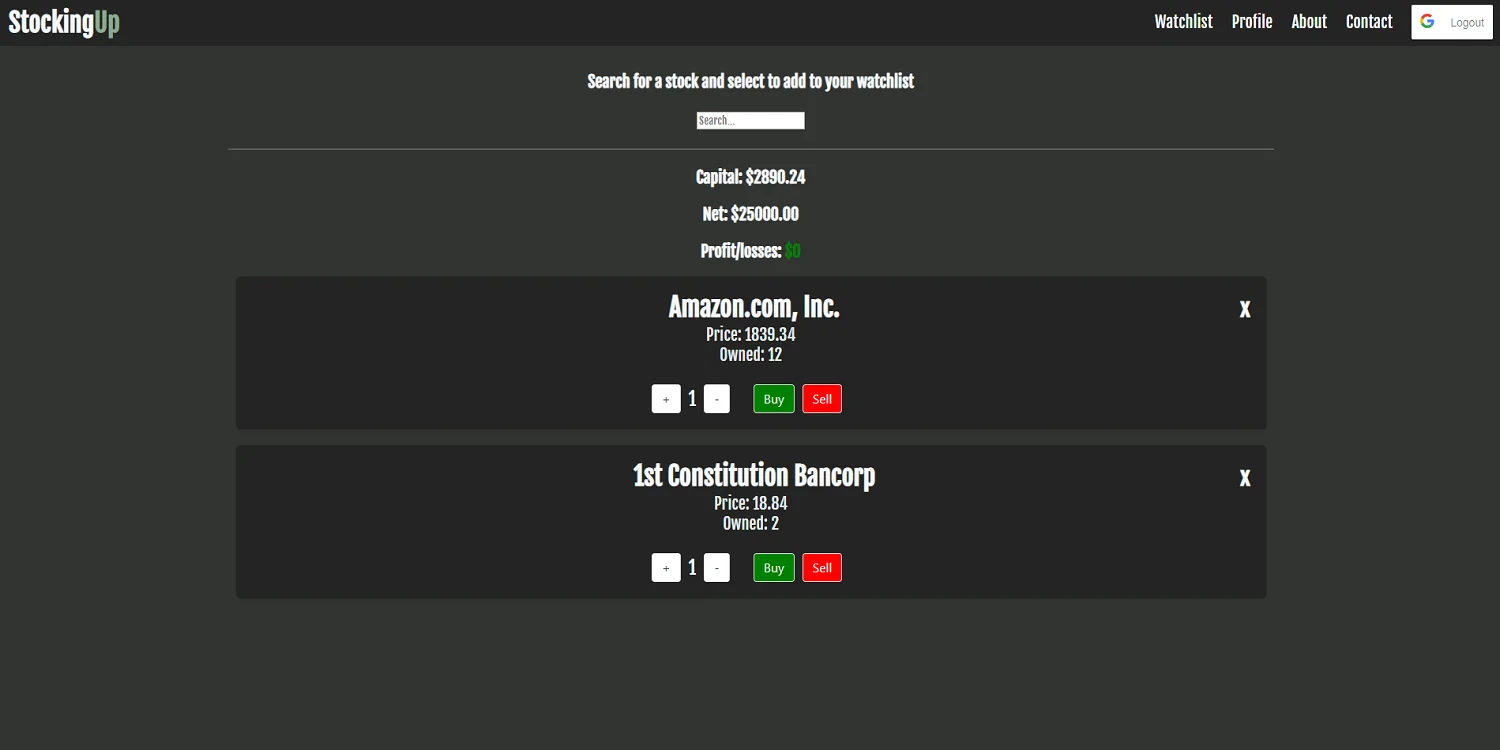 StockingUp
Watchlist Profile About Contact Logout
Search for a stock and select to add to your watchlist
Search...
Capital: $2890.24
Net: $25000.00
Profit/losses: $0
Amazon.com, Inc. X
Price: 1839.34
Owned: 12
+ 1 - Buy Sell
1st Constitution Bancorp X
Price: 18.84
Owned: 2
+ 1 - Buy Sell